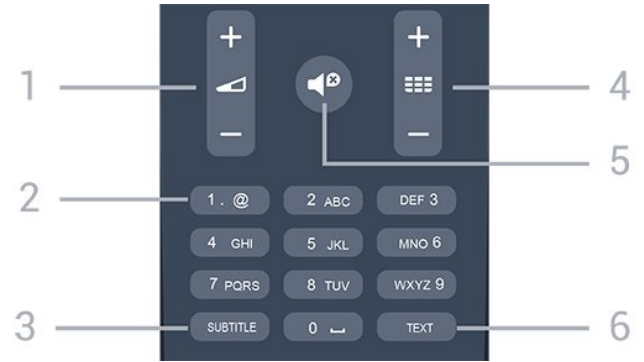 + +
1 4
5
− −
2 1 . @ 2 ABC DEF 3
4 GHI 5 JKL MNO 6
7 PQRS 8 TUV WXYZ 9
3 SUBTITLE 0 ⎵ TEXT 6